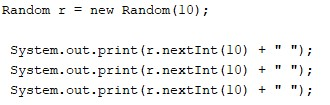 Random r = new Random(10);
System.out.print(r.nextInt(10) + " ");
System.out.print(r.nextInt(10) + " ");
System.out.print(r.nextInt(10) + " ");